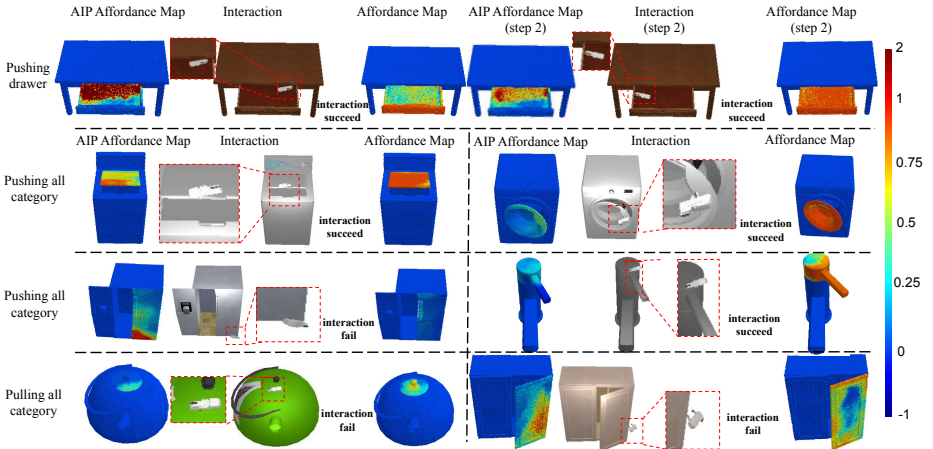 AIP Affordance Map Interaction Affordance Map AIP Affordance Map (step 2) Interaction (step 2) Affordance Map (step 2)
Pushing drawer
interaction succeed
interaction succeed
AIP Affordance Map Interaction Affordance Map AIP Affordance Map Interaction Affordance Map
Pushing all category
interaction succeed
interaction succeed
Pushing all category
interaction fail
interaction succeed
Pulling all category
interaction fail
interaction fail
2
1
0.75
0.5
0.25
0
-1